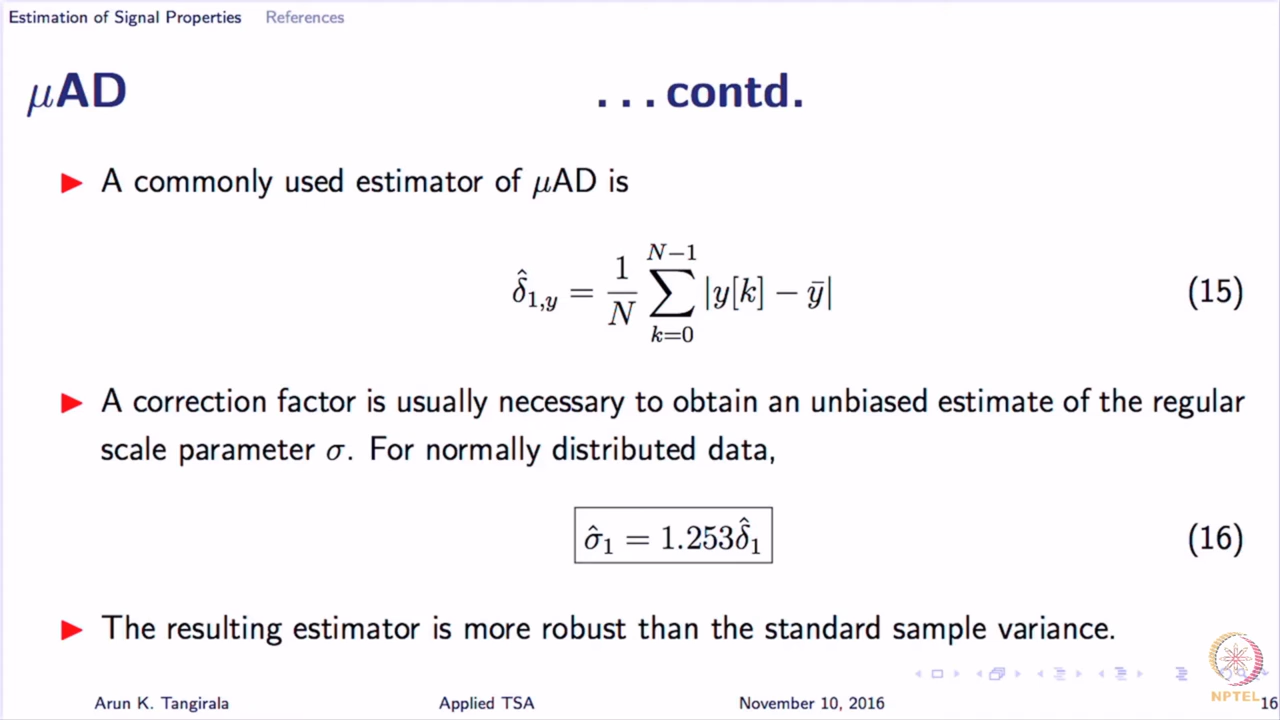 Estimation of Signal Properties References
μAD ...contd.
▶ A commonly used estimator of μAD is
δ̂₁,y = 1/N ∑_{k=0}^{N−1} |y[k] − ȳ| (15)
▶ A correction factor is usually necessary to obtain an unbiased estimate of the regular
scale parameter σ. For normally distributed data,
σ̂₁ = 1.253δ̂₁ (16)
▶ The resulting estimator is more robust than the standard sample variance.
NPTEL
Arun K. Tangirala Applied TSA November 10, 2016 16